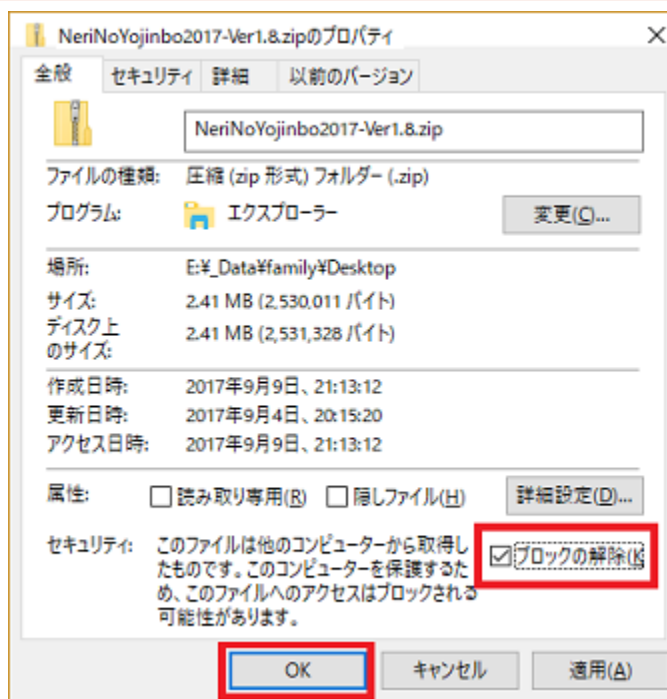 NeriNoYojinbo2017-Ver1.8.zipのプロパティ
全般 セキュリティ 詳細 以前のバージョン
NeriNoYojinbo2017-Ver1.8.zip
ファイルの種類: 圧縮 (zip 形式) フォルダー (.zip)
プログラム: エクスプローラー 変更(C)...
場所: E:¥_Data¥family¥Desktop
サイズ: 2.41 MB (2,530,011 バイト)
ディスク上
のサイズ: 2.41 MB (2,531,328 バイト)
作成日時: 2017年9月9日、21:13:12
更新日時: 2017年9月4日、20:15:20
アクセス日時: 2017年9月9日、21:13:12
属性: 読み取り専用(R) 隠しファイル(H) 詳細設定(D)...
セキュリティ: このファイルは他のコンピューターから取得し
たものです。このコンピューターを保護するた
め、このファイルへのアクセスはブロックされる
可能性があります。
ブロックの解除(K
OK キャンセル 適用(A)